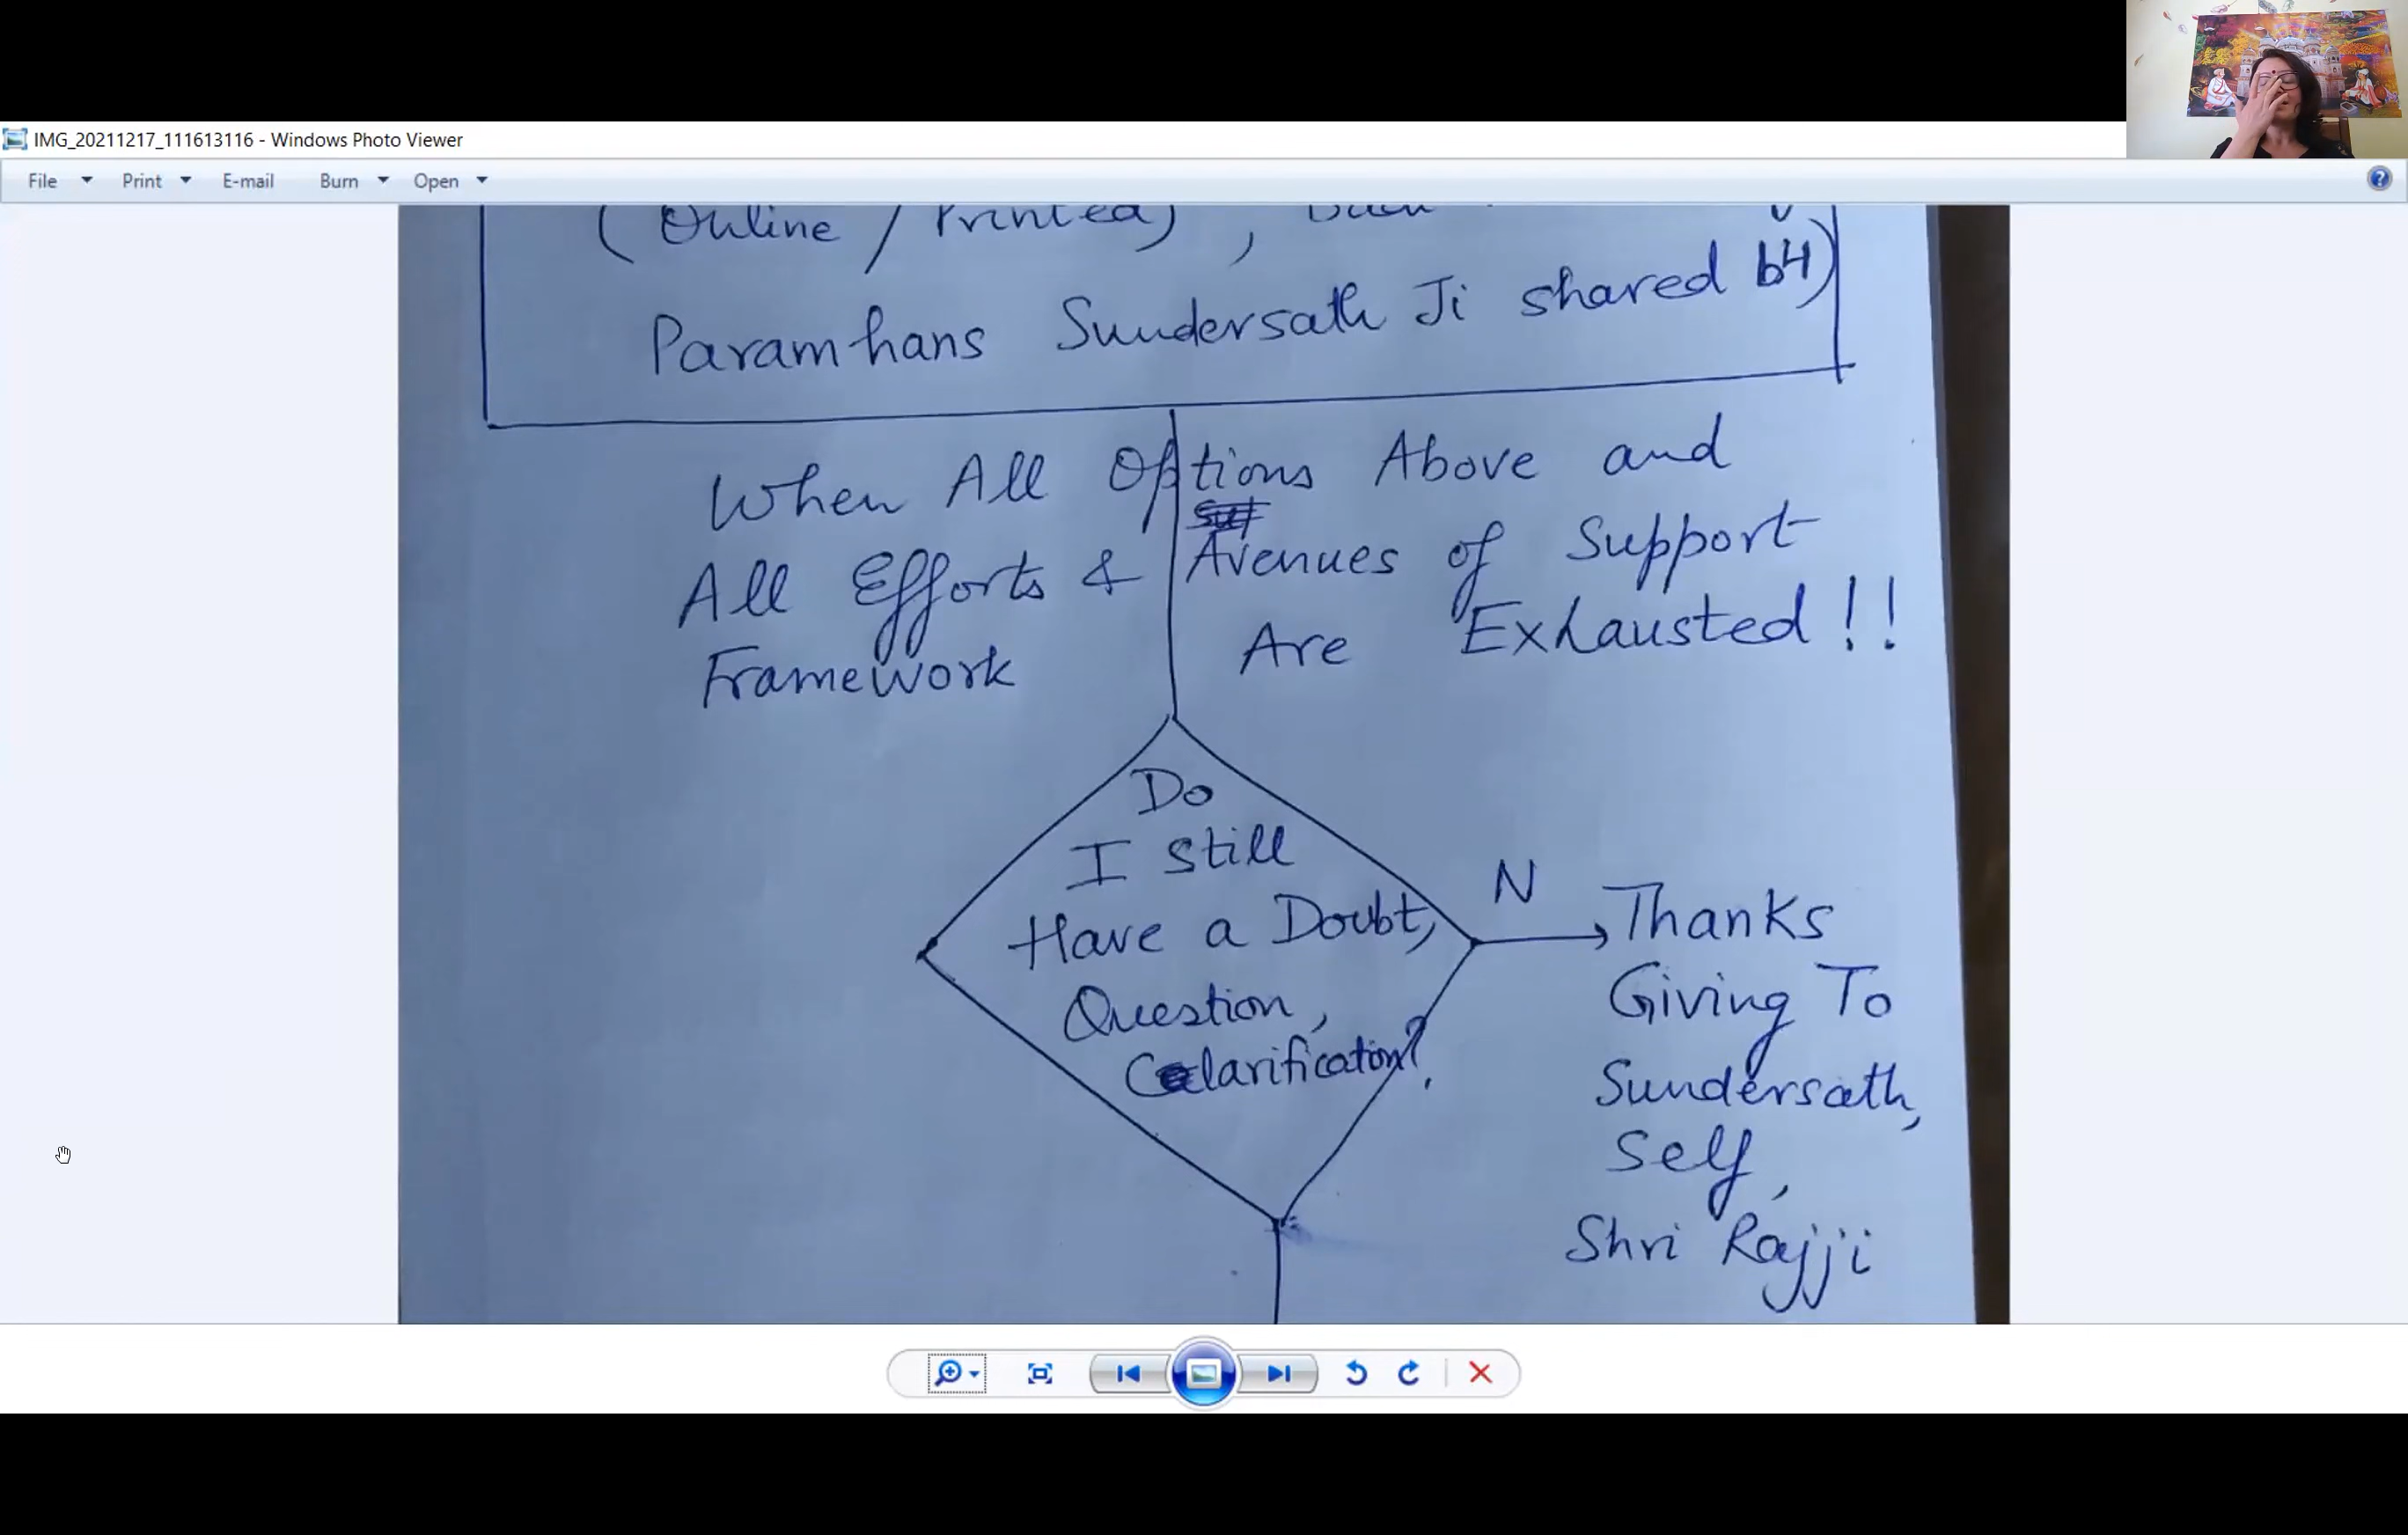 IMG_20211217_111613116 - Windows Photo Viewer
File Print E-mail Burn Open
(Online / Printed),
Paramhans Sundersath Ji shared b4)
When All Options Above and
All Efforts & Avenues of Support
Framework Are Exhausted!!
Do
I Still
Have a Doubt,
Question,
Clarification?
N
Thanks
Giving To
Sundersath,
Self,
Shri Rajji